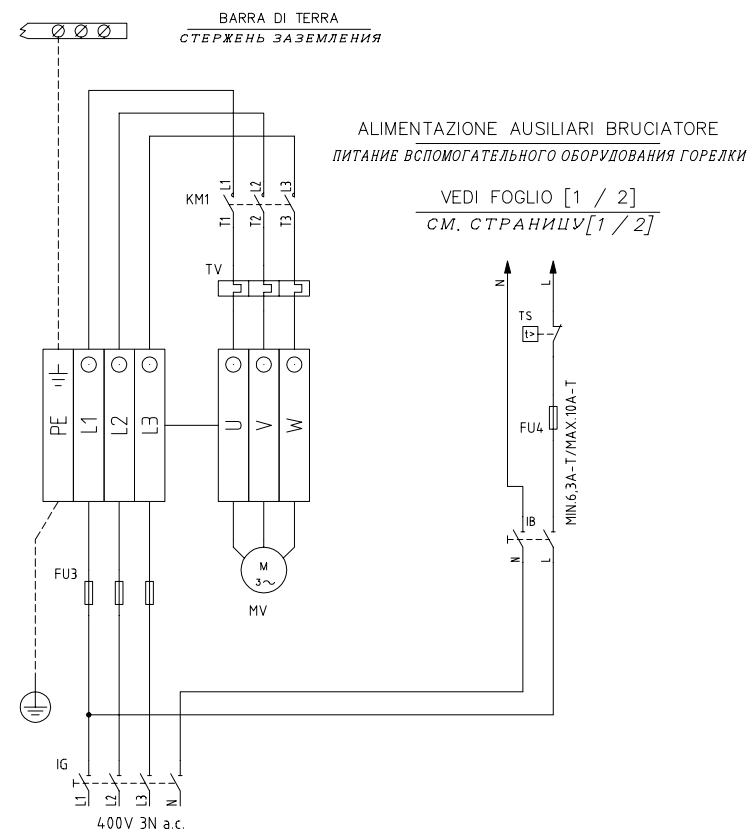 BARRA DI TERRA
СТЕРЖЕНЬ ЗАЗЕМЛЕНИЯ
ALIMENTAZIONE AUSILIARI BRUCIATORE
ПИТАНИЕ ВСПОМОГАТЕЛЬНОГО ОБОРУДОВАНИЯ ГОРЕЛКИ
VEDI FOGLIO [1 / 2]
СМ. СТРАНИЦУ[1 / 2]
KM1
L1
L2
L3
T1
T2
T3
TV
N
L
TS
t>
PE
L1
L2
L3
U
V
W
FU4
MIN.6,3A-T/MAX.10A-T
IB
N
L
M
3~
MV
FU3
IG
L1
L2
L3
N
400V 3N a.c.